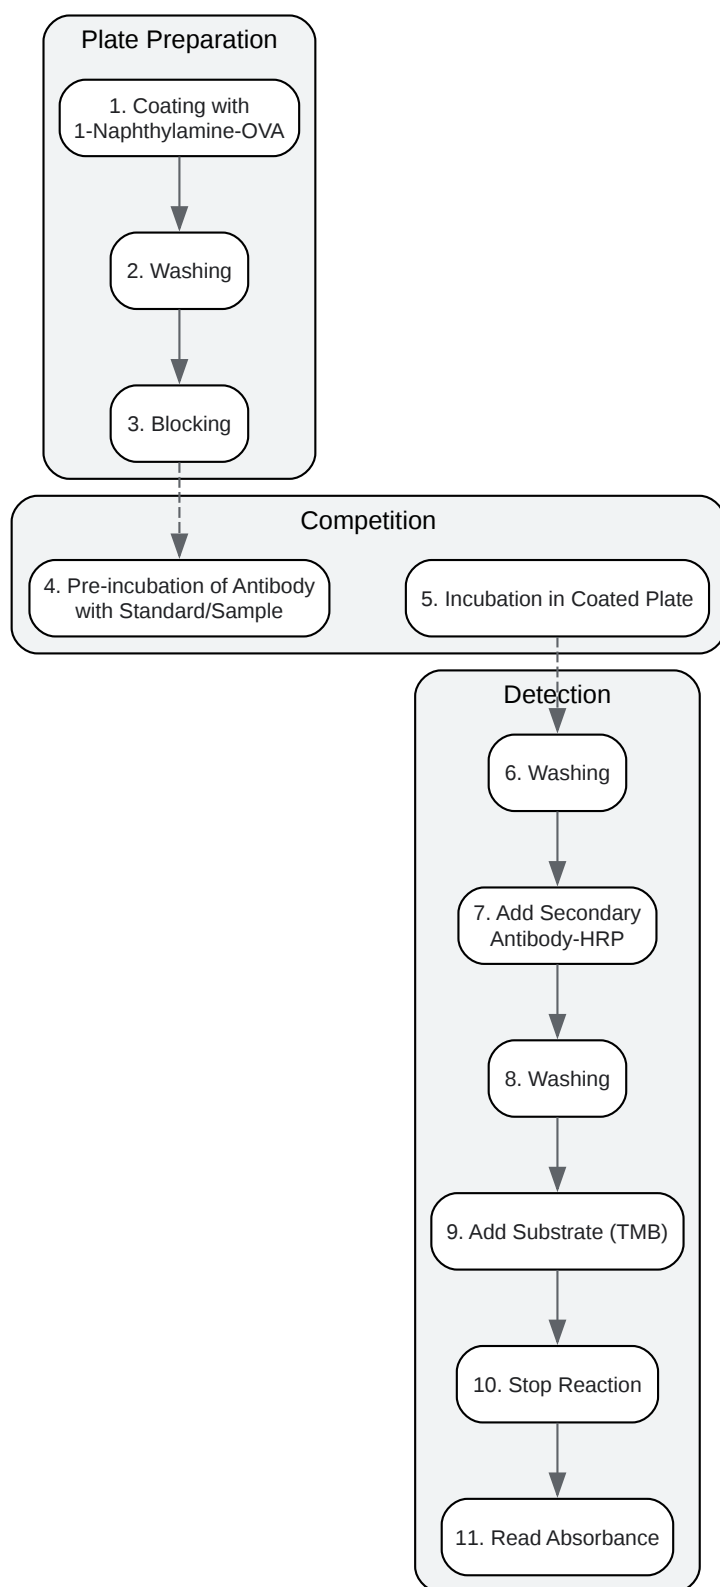 Plate Preparation
1. Coating with
1-Naphthylamine-OVA
2. Washing
3. Blocking
Competition
4. Pre-incubation of Antibody
with Standard/Sample
5. Incubation in Coated Plate
Detection
6. Washing
7. Add Secondary
Antibody-HRP
8. Washing
9. Add Substrate (TMB)
10. Stop Reaction
11. Read Absorbance